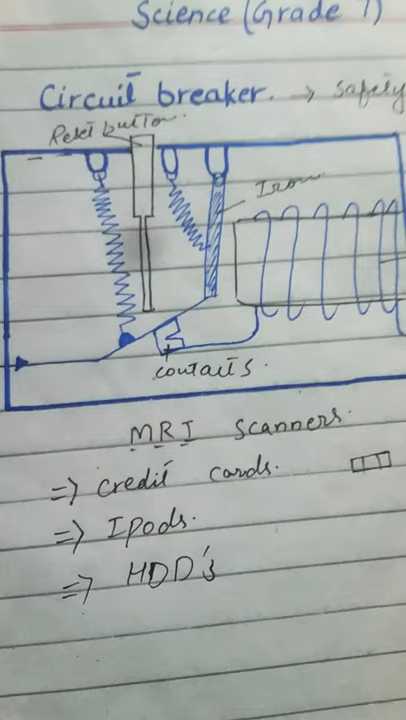 Science (Grade 7)
Circuit breaker. → Safety
Reset button.
Iron
contacts.
MRI Scanners.
=> credit cards.
=> Ipods.
=> HDD's